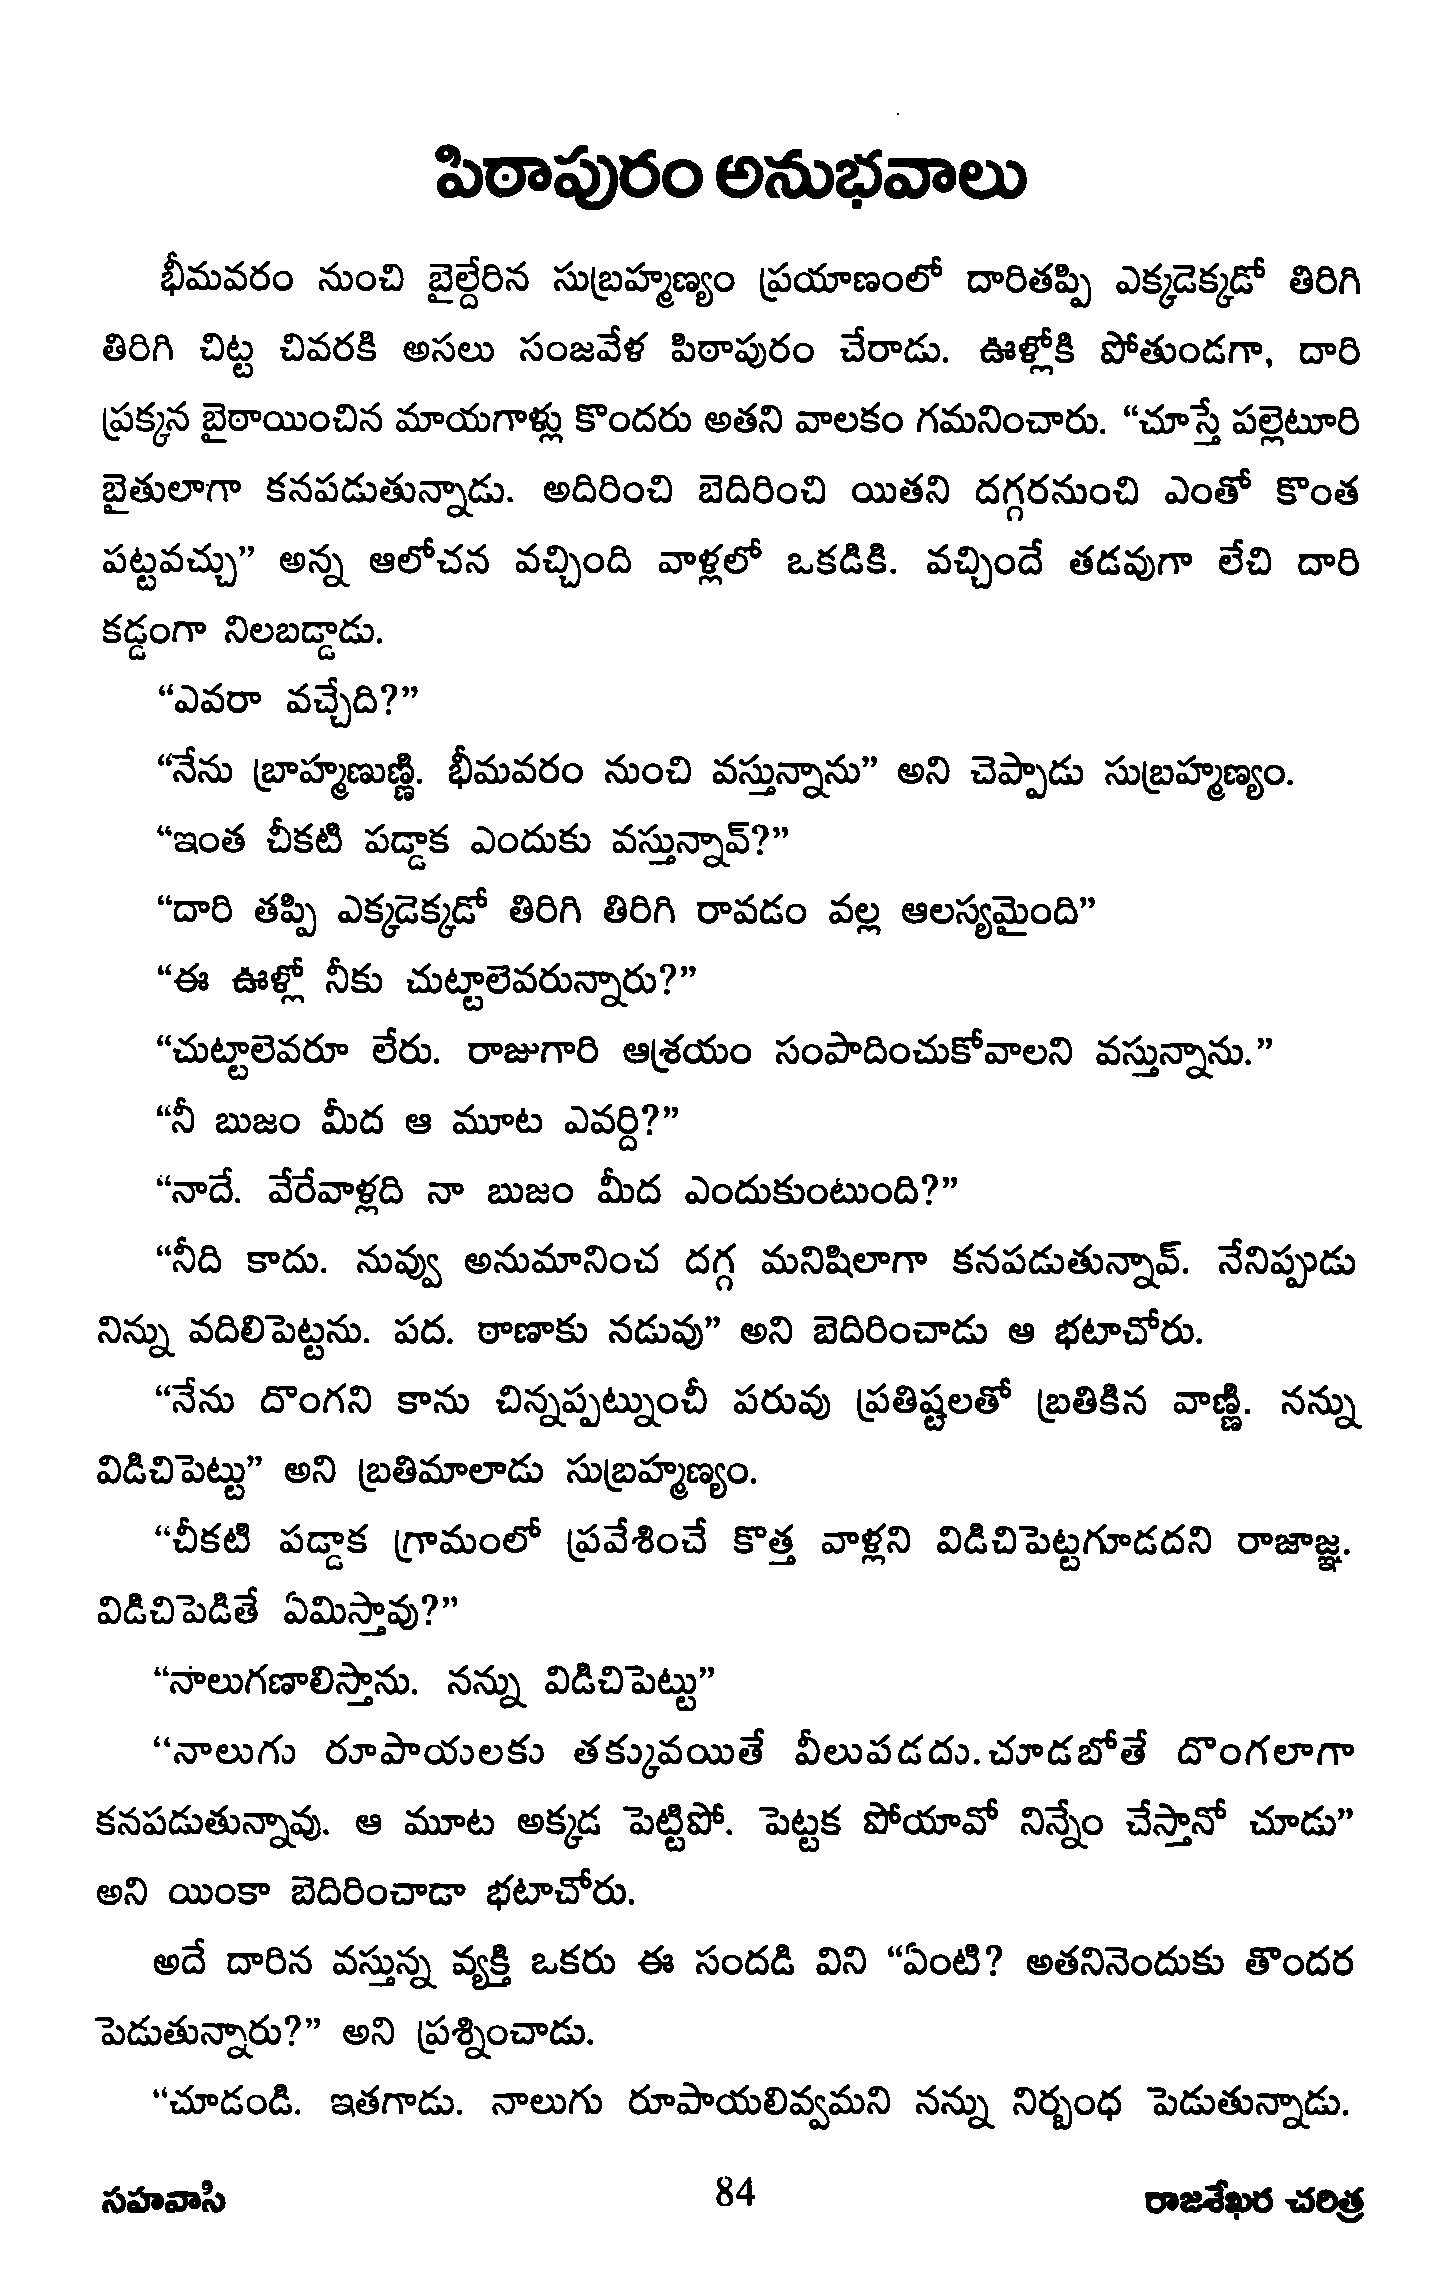 పిఠాపురం అనుభవాలు
భీమవరం నుంచి బైల్దేరిన సుబ్రహ్మణ్యం ప్రయాణంలో దారితప్పి ఎక్కడెక్కడో తిరిగి
తిరిగి చిట్ట చివరకి అసలు సంజవేళ పిఠాపురం చేరాడు. ఊళ్లోకి పోతుండగా, దారి
ప్రక్కన బైఠాయించిన మాయగాళ్లు కొందరు అతని వాలకం గమనించారు. “చూస్తే పల్లెటూరి
బైతులాగా కనపడుతున్నాడు. అదిరించి బెదిరించి యితని దగ్గరనుంచి ఎంతో కొంత
పట్టవచ్చు” అన్న ఆలోచన వచ్చింది వాళ్లలో ఒకడికి. వచ్చిందే తడవుగా లేచి దారి
కడ్డంగా నిలబడ్డాడు.
“ఎవరా వచ్చేది?”
“నేను బ్రాహ్మణుణ్ణి. భీమవరం నుంచి వస్తున్నాను” అని చెప్పాడు సుబ్రహ్మణ్యం.
“ఇంత చీకటి పడ్డాక ఎందుకు వస్తున్నావ్?”
“దారి తప్పి ఎక్కడెక్కడో తిరిగి తిరిగి రావడం వల్ల ఆలస్యమైంది”
“ఈ ఊళ్లో నీకు చుట్టాలెవరున్నారు?”
“చుట్టాలెవరూ లేరు. రాజుగారి ఆశ్రయం సంపాదించుకోవాలని వస్తున్నాను.”
“నీ బుజం మీద ఆ మూట ఎవర్ది?”
“నాదే. వేరేవాళ్లది నా బుజం మీద ఎందుకుంటుంది?”
“నీది కాదు. నువ్వు అనుమానించ దగ్గ మనిషిలాగా కనపడుతున్నావ్. నేనిప్పుడు
నిన్ను వదిలిపెట్టను. పద. ఠాణాకు నడువు” అని బెదిరించాడు ఆ భటాచోరు.
“నేను దొంగని కాను చిన్నప్పట్నుంచీ పరువు ప్రతిష్టలతో బ్రతికిన వాణ్ణి. నన్ను
విడిచిపెట్టు” అని బ్రతిమాలాడు సుబ్రహ్మణ్యం.
“చీకటి పడ్డాక గ్రామంలో ప్రవేశించే కొత్త వాళ్లని విడిచిపెట్టగూడదని రాజాజ్ఞ.
విడిచిపెడితే ఏమిస్తావు?”
“నాలుగణాలిస్తాను. నన్ను విడిచిపెట్టు”
“నాలుగు రూపాయలకు తక్కువయితే వీలుపడదు.చూడబోతే దొంగలాగా
కనపడుతున్నావు. ఆ మూట అక్కడ పెట్టిపో. పెట్టక పోయావో నిన్నేం చేస్తానో చూడు”
అని యింకా బెదిరించాడా భటాచోరు.
అదే దారిన వస్తున్న వ్యక్తి ఒకరు ఈ సందడి విని “ఏంటి? అతనినెందుకు తొందర
పెడుతున్నారు?” అని ప్రశ్నించాడు.
“చూడండి. ఇతగాడు. నాలుగు రూపాయలివ్వమని నన్ను నిర్బంధ పెడుతున్నాడు.
సహవాసి 84 రాజశేఖర చరిత్ర